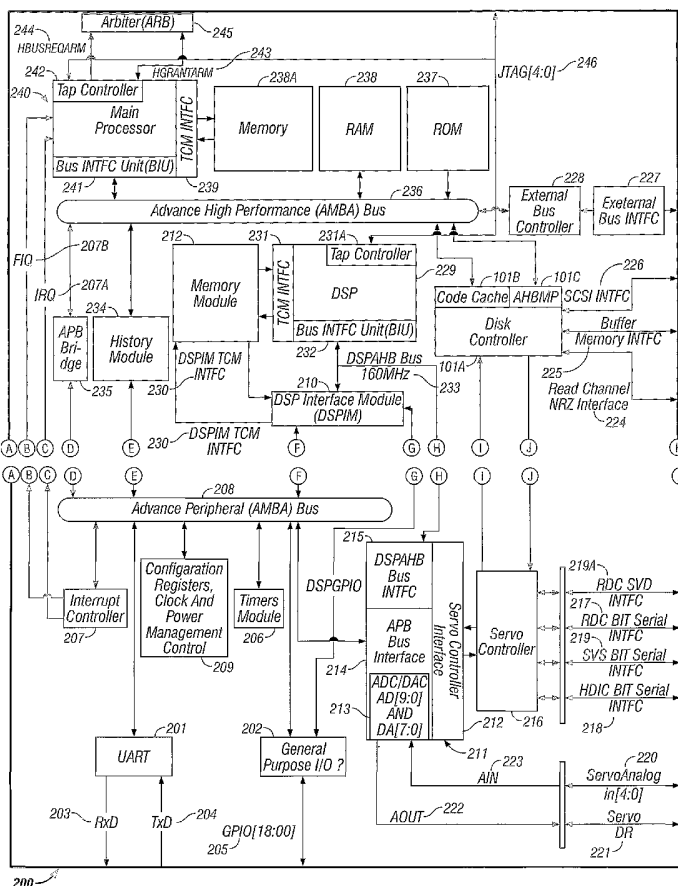 244
Arbiter(ARB)
245
HBUSREQARM
243
HGRANTARM
242
240
Tap Controller
Main
Processor
TCM INTFC
Bus INTFC Unit(BIU)
241
239
238A
Memory
238
RAM
237
ROM
JTAG[4:0]
246
236
Advance High Performance (AMBA) Bus
228
External
Bus
Controller
227
Exeternal
Bus INTFC
FIQ
207B
IRQ
207A
212
Memory
Module
231
TCM INTFC
231A
Tap Controller
229
DSP
Bus INTFC Unit(BIU)
232
101B
101C
Code Cache
AHBMP
Disk
Controller
101A
226
SCSI INTFC
Buffer
Memory INTFC
225
Read Channel
NRZ Interface
224
234
APB
Bridge
235
History
Module
DSPIM TCM
INTFC
230
DSPAHB Bus
160MHz
233
210
DSP Interface Module
(DSPIM)
230
DSPIM TCM
INTFC
A B C D E F G H I J K
A B C D E F G H I J
208
Advance Peripheral (AMBA) Bus
Interrupt
Controller
207
Configaration
Registers,
Clock And
Power
Management
Control
209
Timers
Module
206
DSPGPIO
215
DSPAHB
Bus
INTFC
APB
Bus
Interface
214
ADC/DAC
AD[9:0]
AND
DA[7:0]
213
Servo Controller
Interface
212
211
Servo
Controller
216
219A
RDC SVD
INTFC
217
RDC BIT Serial
INTFC
219
SVS BIT Serial
INTFC
HDIC BIT Serial
INTFC
218
201
UART
202
General
Purpose I/O ?
203
RxD
TxD
204
GPIO[18:00]
205
223
AIN
AOUT
222
220
ServoAnalog
in[4:0]
Servo
DR
221
200